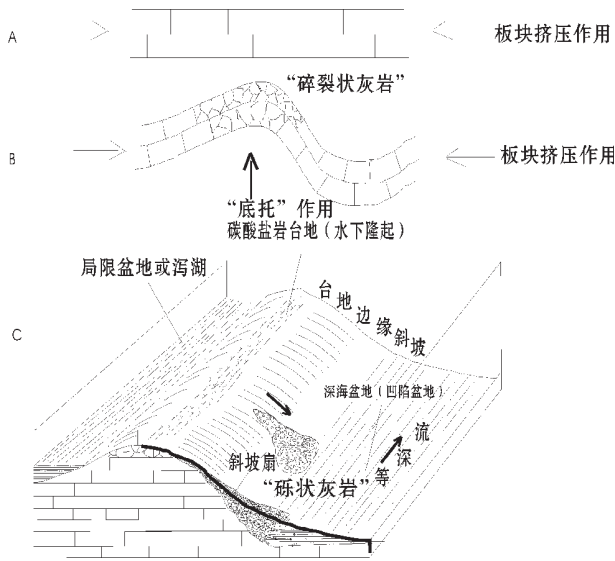 A
板块挤压作用
“碎裂状灰岩”
B
板块挤压作用
“底托”作用
碳酸盐岩台地（水下隆起）
局限盆地或泻湖
C
台地边缘斜坡
深海盆地（凹陷盆地）
等深流
斜坡扇
“砾状灰岩”